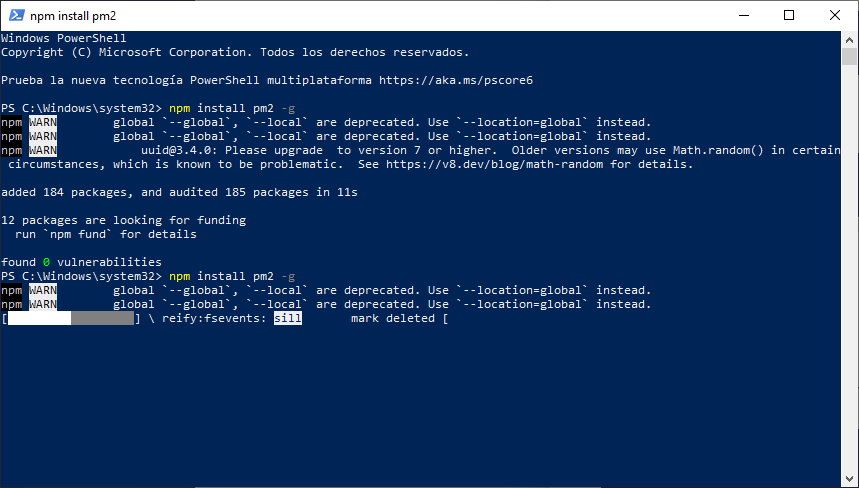 npm install pm2
Windows PowerShell
Copyright (C) Microsoft Corporation. Todos los derechos reservados.
Prueba la nueva tecnología PowerShell multiplataforma https://aka.ms/pscore6
PS C:\Windows\system32> npm install pm2 -g
npm WARN global `--global`, `--local` are deprecated. Use `--location=global` instead.
npm WARN global `--global`, `--local` are deprecated. Use `--location=global` instead.
npm WARN uuid@3.4.0: Please upgrade  to version 7 or higher.  Older versions may use Math.random() in certain
circumstances, which is known to be problematic.  See https://v8.dev/blog/math-random for details.
added 184 packages, and audited 185 packages in 11s
12 packages are looking for funding
run `npm fund` for details
found 0 vulnerabilities
PS C:\Windows\system32> npm install pm2 -g
npm WARN global `--global`, `--local` are deprecated. Use `--location=global` instead.
npm WARN global `--global`, `--local` are deprecated. Use `--location=global` instead.
[ ] \ reify:fsevents: sill mark deleted [